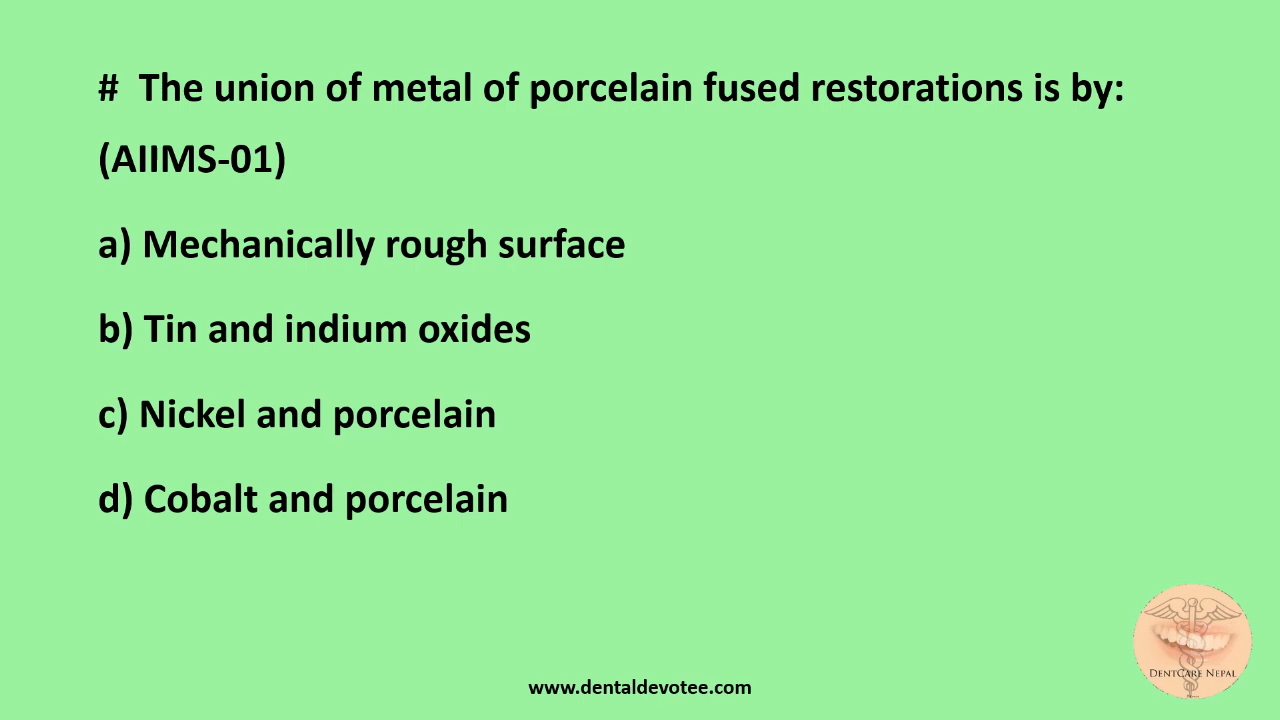 # The union of metal of porcelain fused restorations is by:
(AIIMS-01)
a) Mechanically rough surface
b) Tin and indium oxides
c) Nickel and porcelain
d) Cobalt and porcelain
DENTCARE NEPAL
www.dentaldevotee.com